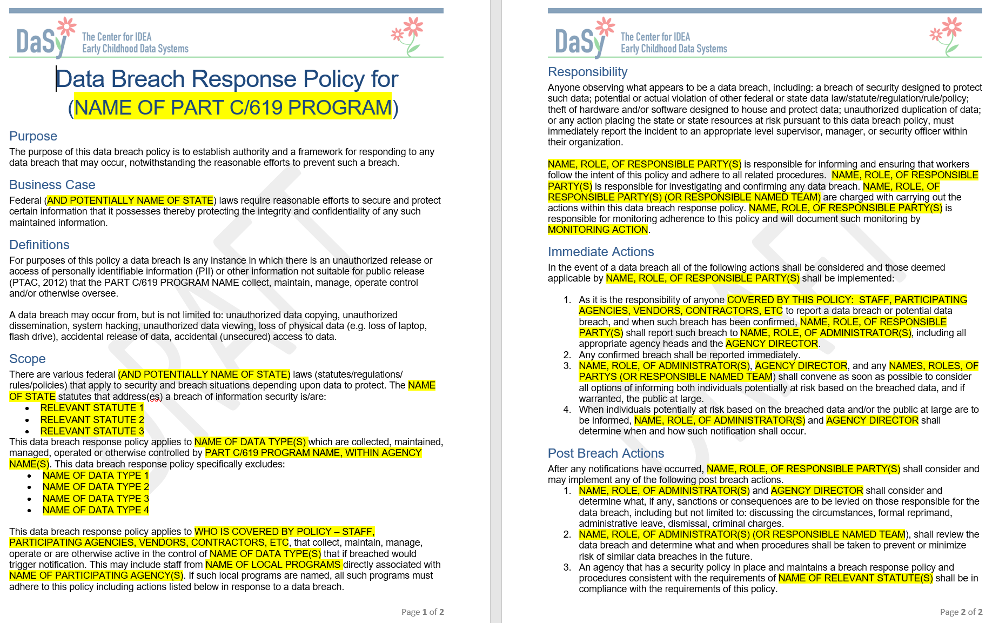 DaSy The Center for IDEA
Early Childhood Data Systems
Data Breach Response Policy for
(NAME OF PART C/619 PROGRAM)
Purpose
The purpose of this data breach policy is to establish authority and a framework for responding to any
data breach that may occur, notwithstanding the reasonable efforts to prevent such a breach.
Business Case
Federal (AND POTENTIALLY NAME OF STATE) laws require reasonable efforts to secure and protect
certain information that it possesses thereby protecting the integrity and confidentiality of any such
maintained information.
Definitions
For purposes of this policy a data breach is any instance in which there is an unauthorized release or
access of personally identifiable information (PII) or other information not suitable for public release
(PTAC, 2012) that the PART C/619 PROGRAM NAME collect, maintain, manage, operate control
and/or otherwise oversee.
A data breach may occur from, but is not limited to: unauthorized data copying, unauthorized
dissemination, system hacking, unauthorized data viewing, loss of physical data (e.g. loss of laptop,
flash drive), accidental release of data, accidental (unsecured) access to data.
Scope
There are various federal (AND POTENTIALLY NAME OF STATE) laws (statutes/regulations/
rules/policies) that apply to security and breach situations depending upon data to protect. The NAME
OF STATE statutes that address(es) a breach of information security is/are:
• RELEVANT STATUTE 1
• RELEVANT STATUTE 2
• RELEVANT STATUTE 3
This data breach response policy applies to NAME OF DATA TYPE(S) which are collected, maintained,
managed, operated or otherwise controlled by PART C/619 PROGRAM NAME, WITHIN AGENCY
NAME(S). This data breach response policy specifically excludes:
• NAME OF DATA TYPE 1
• NAME OF DATA TYPE 2
• NAME OF DATA TYPE 3
• NAME OF DATA TYPE 4
This data breach response policy applies to WHO IS COVERED BY POLICY – STAFF,
PARTICIPATING AGENCIES, VENDORS, CONTRACTORS, ETC, that collect, maintain, manage,
operate or are otherwise active in the control of NAME OF DATA TYPE(S) that if breached would
trigger notification. This may include staff from NAME OF LOCAL PROGRAMS directly associated with
NAME OF PARTICIPATING AGENCY(S). If such local programs are named, all such programs must
adhere to this policy including actions listed below in response to a data breach.
DRAFT
Page 1 of 2
DaSy The Center for IDEA
Early Childhood Data Systems
Responsibility
Anyone observing what appears to be a data breach, including: a breach of security designed to protect
such data; potential or actual violation of other federal or state data law/statute/regulation/rule/policy;
theft of hardware and/or software designed to house and protect data; unauthorized duplication of data;
or any action placing the state or state resources at risk pursuant to this data breach policy, must
immediately report the incident to an appropriate level supervisor, manager, or security officer within
their organization.
NAME, ROLE, OF RESPONSIBLE PARTY(S) is responsible for informing and ensuring that workers
follow the intent of this policy and adhere to all related procedures. NAME, ROLE, OF RESPONSIBLE
PARTY(S) is responsible for investigating and confirming any data breach. NAME, ROLE, OF
RESPONSIBLE PARTY(S) (OR RESPONSIBLE NAMED TEAM) are charged with carrying out the
actions within this data breach response policy. NAME, ROLE, OF RESPONSIBLE PARTY(S) is
responsible for monitoring adherence to this policy and will document such monitoring by
MONITORING ACTION.
Immediate Actions
In the event of a data breach all of the following actions shall be considered and those deemed
applicable by NAME, ROLE, OF RESPONSIBLE PARTY(S) shall be implemented:
1. As it is the responsibility of anyone COVERED BY THIS POLICY: STAFF, PARTICIPATING
AGENCIES, VENDORS, CONTRACTORS, ETC to report a data breach or potential data
breach, and when such breach has been confirmed, NAME, ROLE, OF RESPONSIBLE
PARTY(S) shall report such breach to NAME, ROLE, OF ADMINISTRATOR(S), including all
appropriate agency heads and the AGENCY DIRECTOR.
2. Any confirmed breach shall be reported immediately.
3. NAME, ROLE, OF ADMINISTRATOR(S), AGENCY DIRECTOR, and any NAMES, ROLES, OF
PARTYS (OR RESPONSIBLE NAMED TEAM) shall convene as soon as possible to consider
all options of informing both individuals potentially at risk based on the breached data, and if
warranted, the public at large.
4. When individuals potentially at risk based on the breached data and/or the public at large are to
be informed, NAME, ROLE, OF ADMINISTRATOR(S) and AGENCY DIRECTOR shall
determine when and how such notification shall occur.
Post Breach Actions
After any notifications have occurred, NAME, ROLE, OF RESPONSIBLE PARTY(S) shall consider and
may implement any of the following post breach actions.
1. NAME, ROLE, OF ADMINISTRATOR(S) and AGENCY DIRECTOR shall consider and
determine what, if any, sanctions or consequences are to be levied on those responsible for the
data breach, including but not limited to: discussing the circumstances, formal reprimand,
administrative leave, dismissal, criminal charges.
2. NAME, ROLE, OF ADMINISTRATOR(S) (OR RESPONSIBLE NAMED TEAM), shall review the
data breach and determine what and when procedures shall be taken to prevent or minimize
risk of similar data breaches in the future.
3. An agency that has a security policy in place and maintains a breach response policy and
procedures consistent with the requirements of NAME OF RELEVANT STATUTE(S) shall be in
compliance with the requirements of this policy.
DRAFT
Page 2 of 2